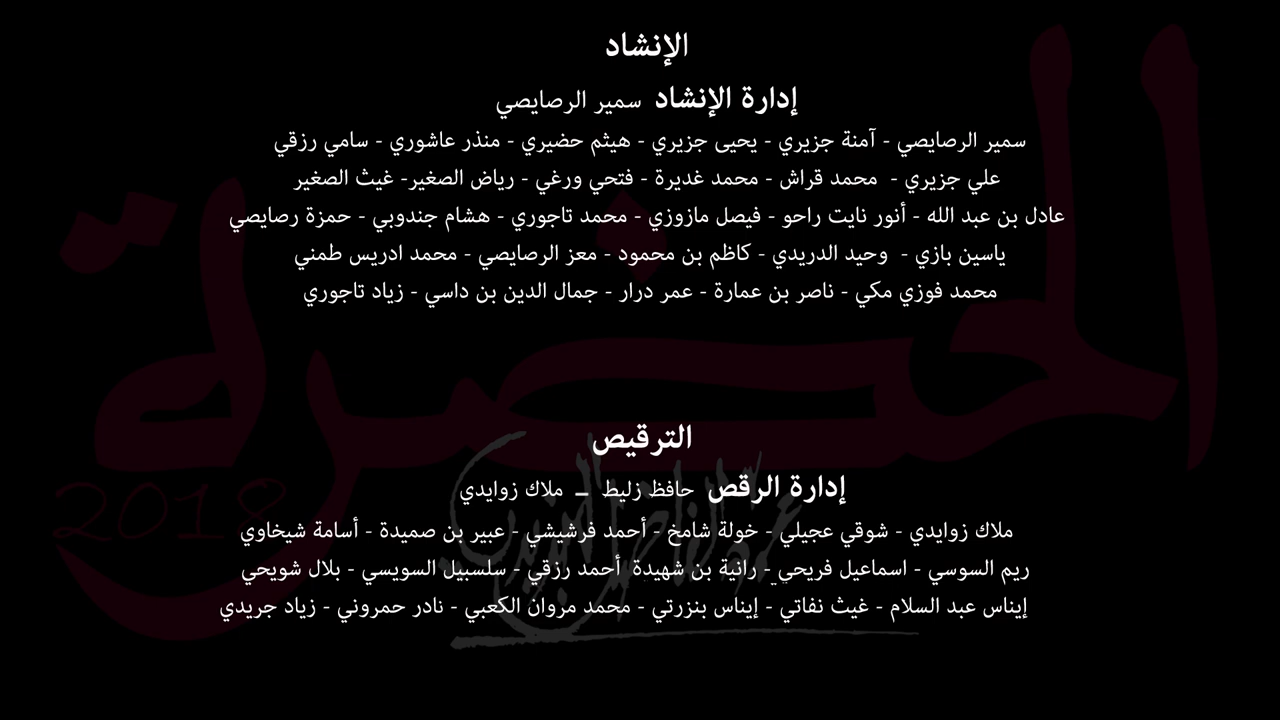 الإنشاد
إدارة الإنشاد سمير الرصايصي
سمير الرصايصي - آمنة جزيري - يحيى جزيري - هيثم حضيري - منذر عاشوري - سامي رزقي
علي جزيري - محمد قراش - محمد غديرة - فتحي ورغي - رياض الصغير- غيث الصغير
عادل بن عبد الله - أنور نايت راحو - فيصل مازوزي - محمد تاجوري - هشام جندوبي - حمزة رصايصي
ياسين بازي - وحيد الدريدي - كاظم بن محمود - معز الرصايصي - محمد ادريس طمني
محمد فوزي مكي - ناصر بن عمارة - عمر درار - جمال الدين بن داسي - زياد تاجوري
الحضرة
2018
الترقيص
إدارة الرقص حافظ زليط – ملاك زوايدي
ملاك زوايدي - شوقي عجيلي - خولة شامخ - أحمد فرشيشي - عبير بن صميدة - أسامة شيخاوي
ريم السوسي - اسماعيل فريحي - رانية بن شهيدة أحمد رزقي - سلسبيل السويسي - بلال شويحي
إيناس عبد السلام - غيث نفاتي - إيناس بنزرتي - محمد مروان الكعبي - نادر حمروني - زياد جريدي